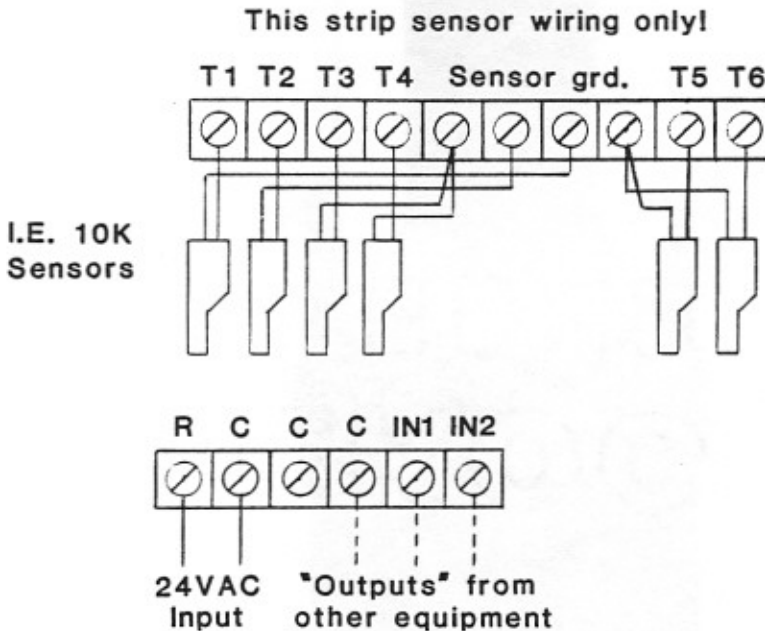 This strip sensor wiring only!
T1 T2 T3 T4 Sensor grd. T5 T6
I.E. 10K
Sensors
R C C C IN1 IN2
24VAC "Outputs" from
Input other equipment